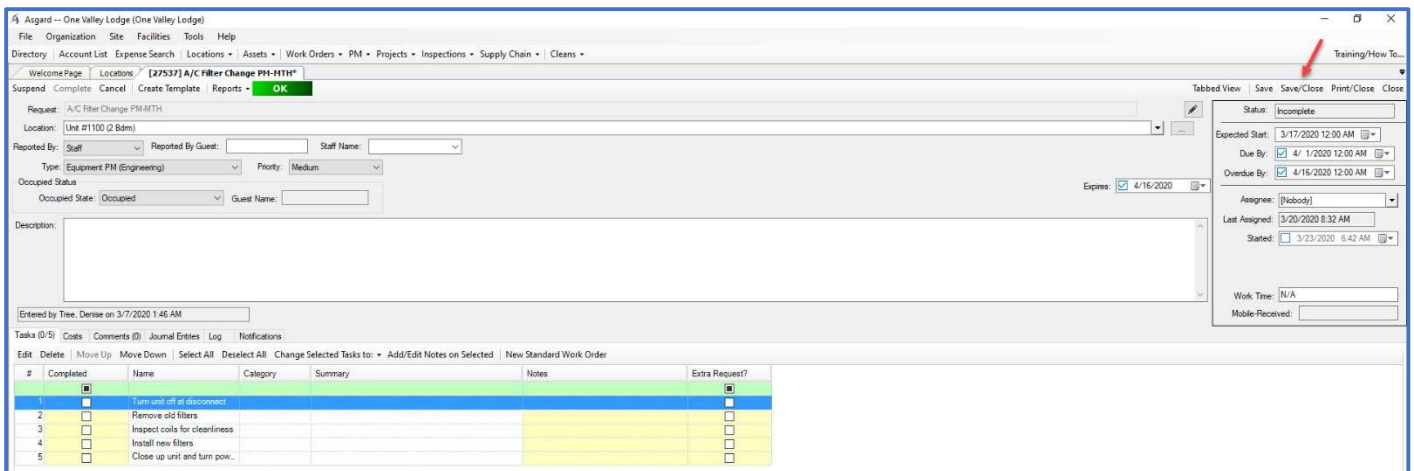 Asgard -- One Valley Lodge (One Valley Lodge)
File Organization Site Facilities Tools Help
Directory Account List Expense Search Locations Assets Work Orders PM Projects Inspections Supply Chain Cleans Training/How To...
Welcome Page Locations [27537] A/C Filter Change PM-MTH*
Suspend Complete Cancel Create Template Reports OK Tabbed View Save Save/Close Print/Close Close
Request: A/C Filter Change PM-MTH Status: Incomplete
Location: Unit #1100 (2 Bdrm) ... Expected Start: 3/17/2020 12:00 AM
Reported By: Staff Reported By Guest: Staff Name: Due By: 4/ 1/2020 12:00 AM
Type: Equipment PM (Engineering) Priority: Medium Overdue By: 4/16/2020 12:00 AM
Occupied Status Expires: 4/16/2020
Occupied State: Occupied Guest Name: Assignee: [Nobody]
Last Assigned: 3/20/2020 8:32 AM
Description: Started: 3/23/2020 6:42 AM
Work Time: N/A
Entered by Tree, Denise on 3/7/2020 1:46 AM Mobile-Received:
Tasks (0/5) Costs Comments (0) Journal Entries Log Notifications
Edit Delete Move Up Move Down Select All Deselect All Change Selected Tasks to: Add/Edit Notes on Selected New Standard Work Order
# Completed Name Category Summary Notes Extra Request?
1 Turn unit off at disconnect
2 Remove old filters
3 Inspect coils for cleanliness
4 Install new filters
5 Close up unit and turn pow...